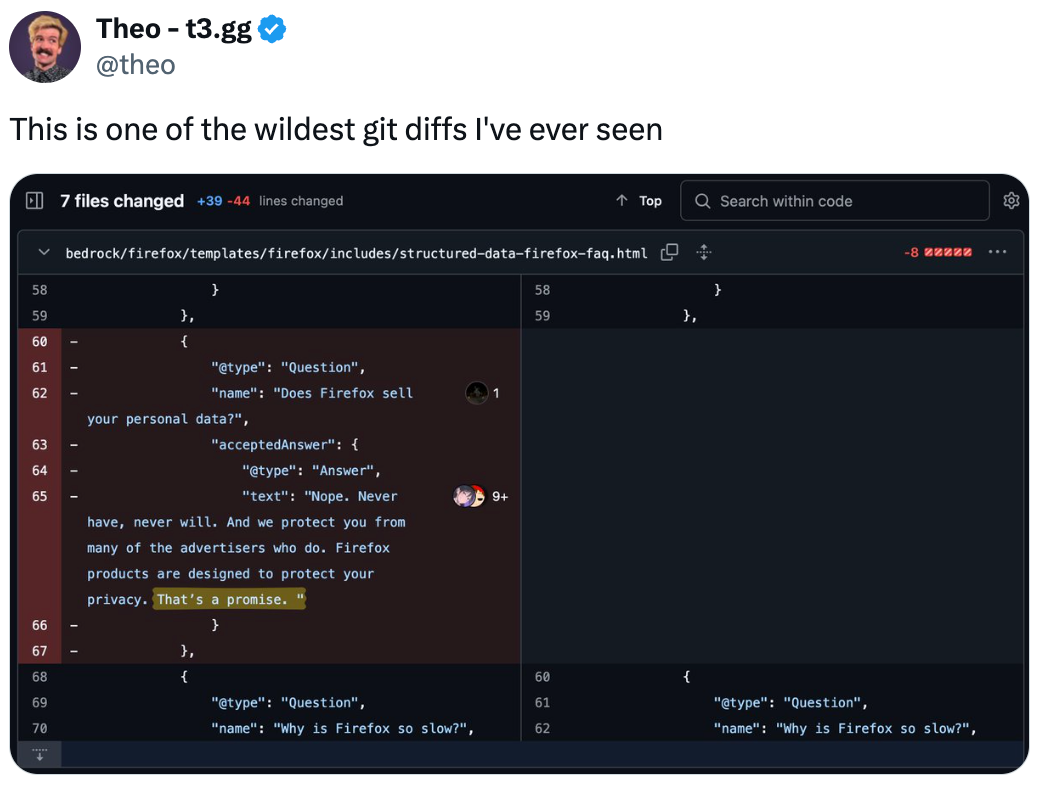 Theo - t3.gg
@theo
This is one of the wildest git diffs I've ever seen
7 files changed +39 -44 lines changed ↑ Top Search within code
bedrock/firefox/templates/firefox/includes/structured-data-firefox-faq.html -8
58 } 58 }
59 }, 59 },
60 - {
61 - "@type": "Question",
62 - "name": "Does Firefox sell 1
your personal data?",
63 - "acceptedAnswer": {
64 - "@type": "Answer",
65 - "text": "Nope. Never 9+
have, never will. And we protect you from
many of the advertisers who do. Firefox
products are designed to protect your
privacy. That’s a promise. "
66 - }
67 - },
68 { 60 {
69 "@type": "Question", 61 "@type": "Question",
70 "name": "Why is Firefox so slow?", 62 "name": "Why is Firefox so slow?",